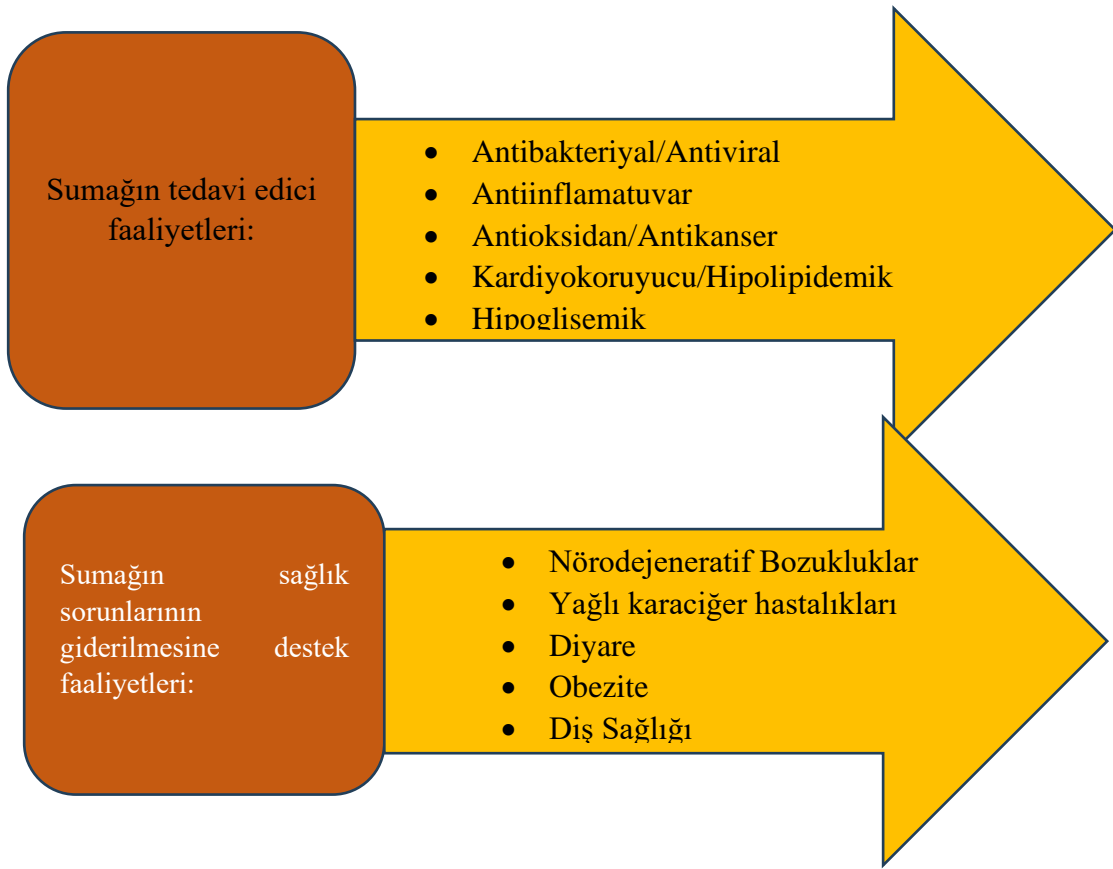 Sumağın tedavi edici
faaliyetleri:
• Antibakteriyal/Antiviral
• Antiinflamatuvar
• Antioksidan/Antikanser
• Kardiyokoruyucu/Hipolipidemik
• Hipoglisemik
Sumağın sağlık
sorunlarının
giderilmesine destek
faaliyetleri:
• Nörodejeneratif Bozukluklar
• Yağlı karaciğer hastalıkları
• Diyare
• Obezite
• Diş Sağlığı